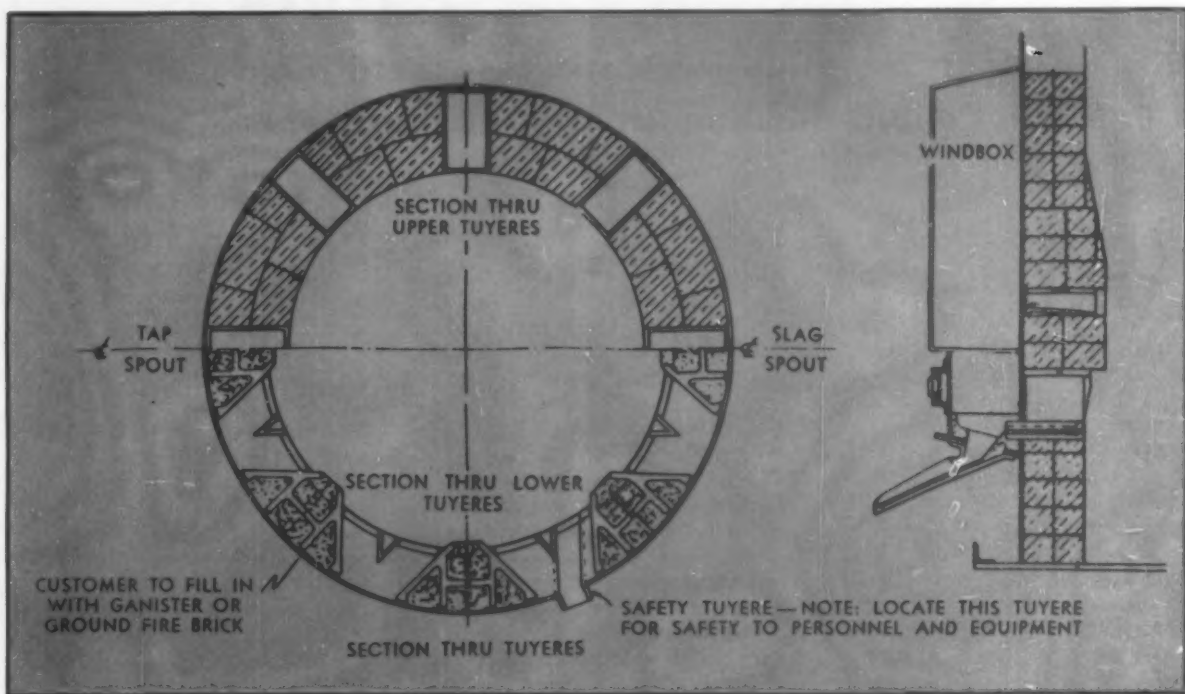 SECTION THRU
UPPER TUYERES
WINDBOX
TAP
SPOUT
SLAG
SPOUT
SECTION THRU LOWER
TUYERES
CUSTOMER TO FILL IN
WITH GANISTER OR
GROUND FIRE BRICK
SAFETY TUYERE — NOTE: LOCATE THIS TUYERE
FOR SAFETY TO PERSONNEL AND EQUIPMENT
SECTION THRU TUYERES